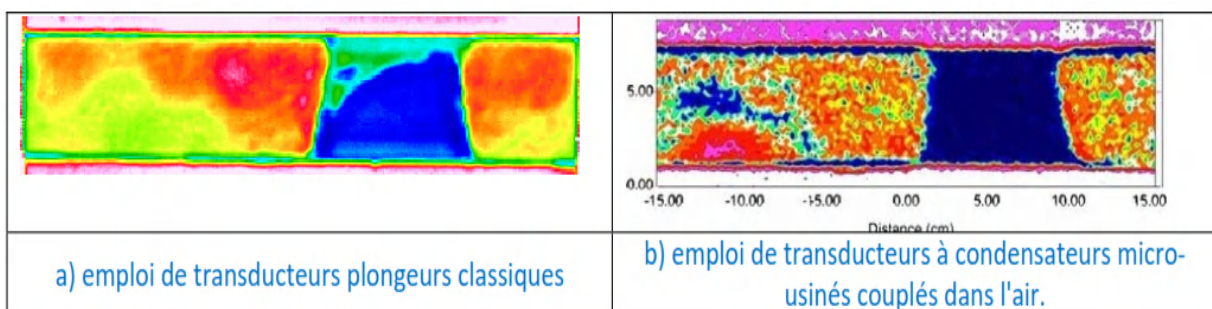 5.00
0.00
-15.00 -10.00 -15.00 0.00 5.00 10.00 15.00
Distance (cm)
a) emploi de transducteurs plongeurs classiques
b) emploi de transducteurs à condensateurs micro-
usinés couplés dans l'air.